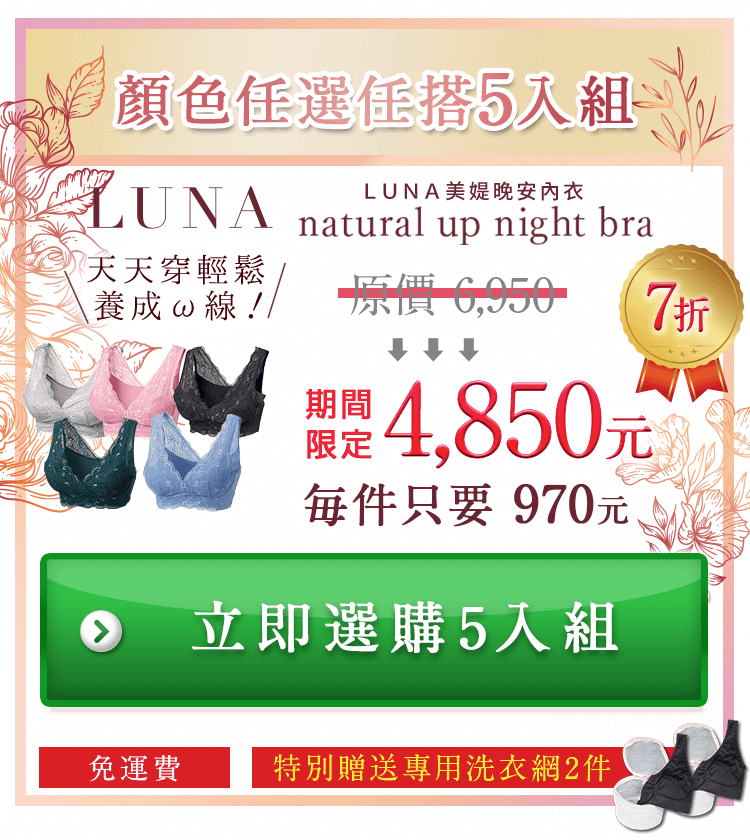 顏色任選任搭5入組
LUNA
LUNA美媞晚安內衣
natural up night bra
天天穿輕鬆
養成ω線！
原價 6,950
7折
期間
限定
4,850元
每件只要 970元
立即選購5入組
免運費
特別贈送專用洗衣網2件